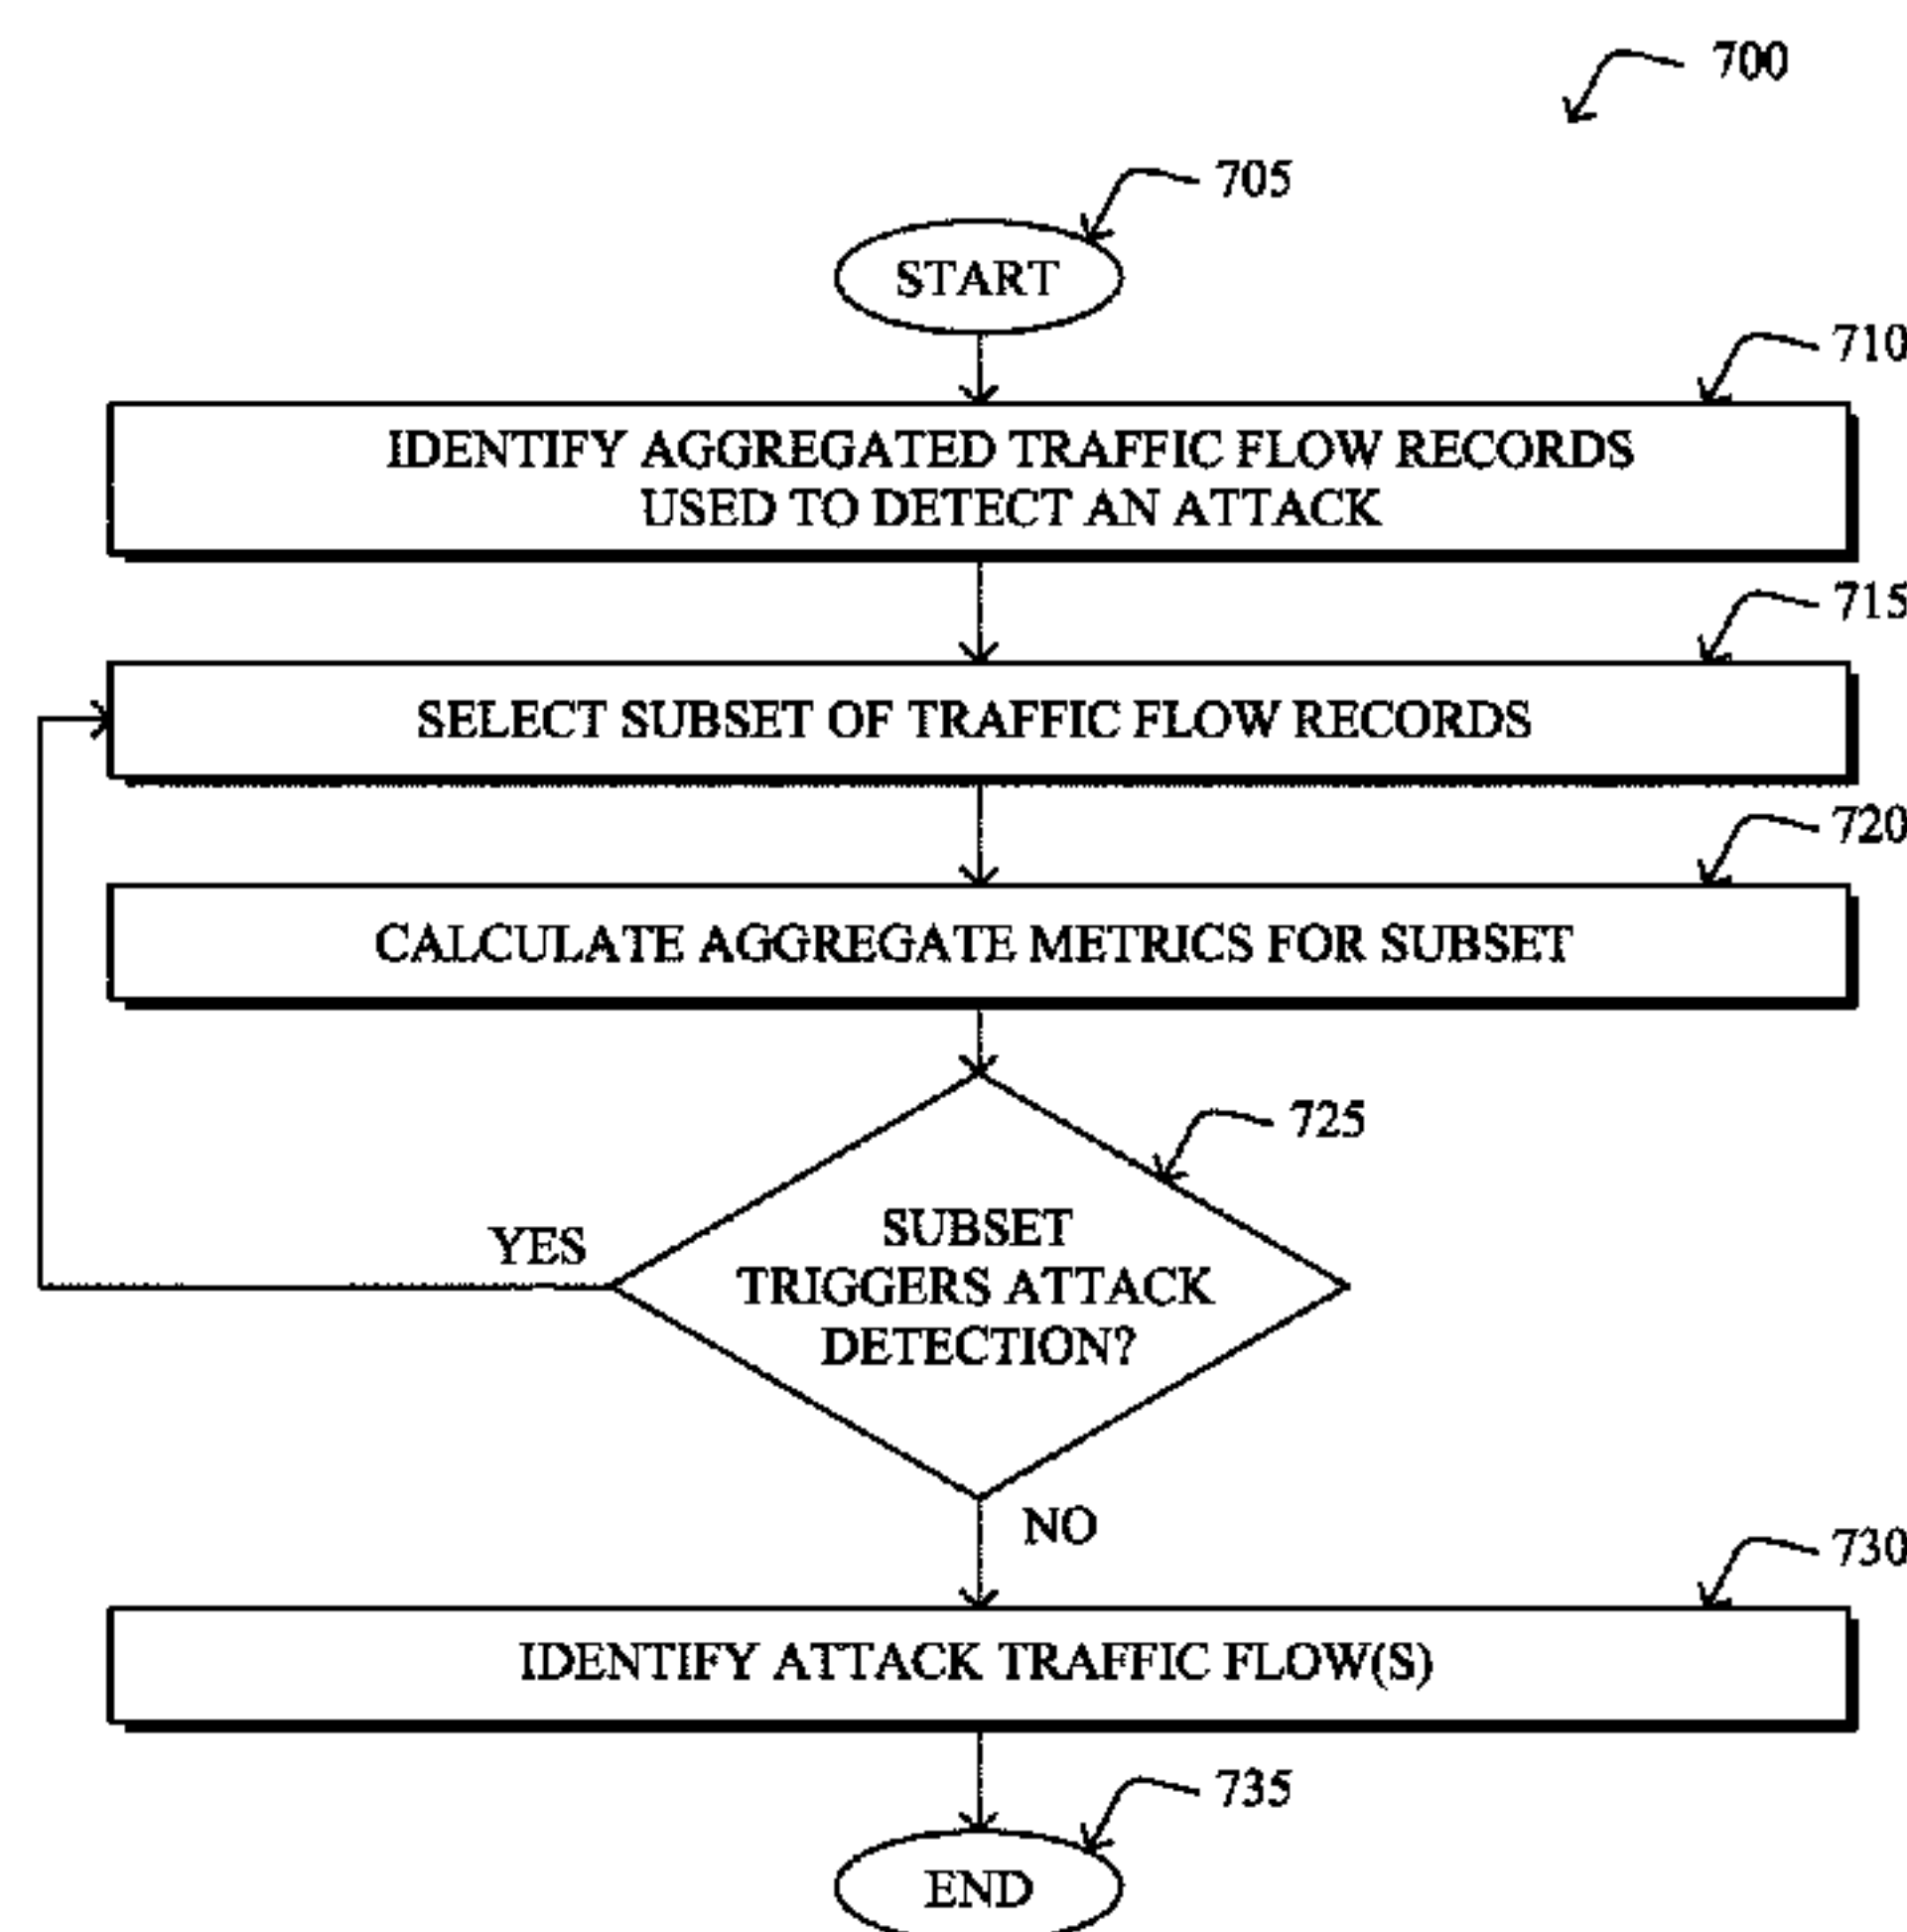 700
705
START
710
IDENTIFY AGGREGATED TRAFFIC FLOW RECORDS
USED TO DETECT AN ATTACK
715
SELECT SUBSET OF TRAFFIC FLOW RECORDS
720
CALCULATE AGGREGATE METRICS FOR SUBSET
725
SUBSET
TRIGGERS ATTACK
DETECTION?
YES
NO
730
IDENTIFY ATTACK TRAFFIC FLOW(S)
735
END